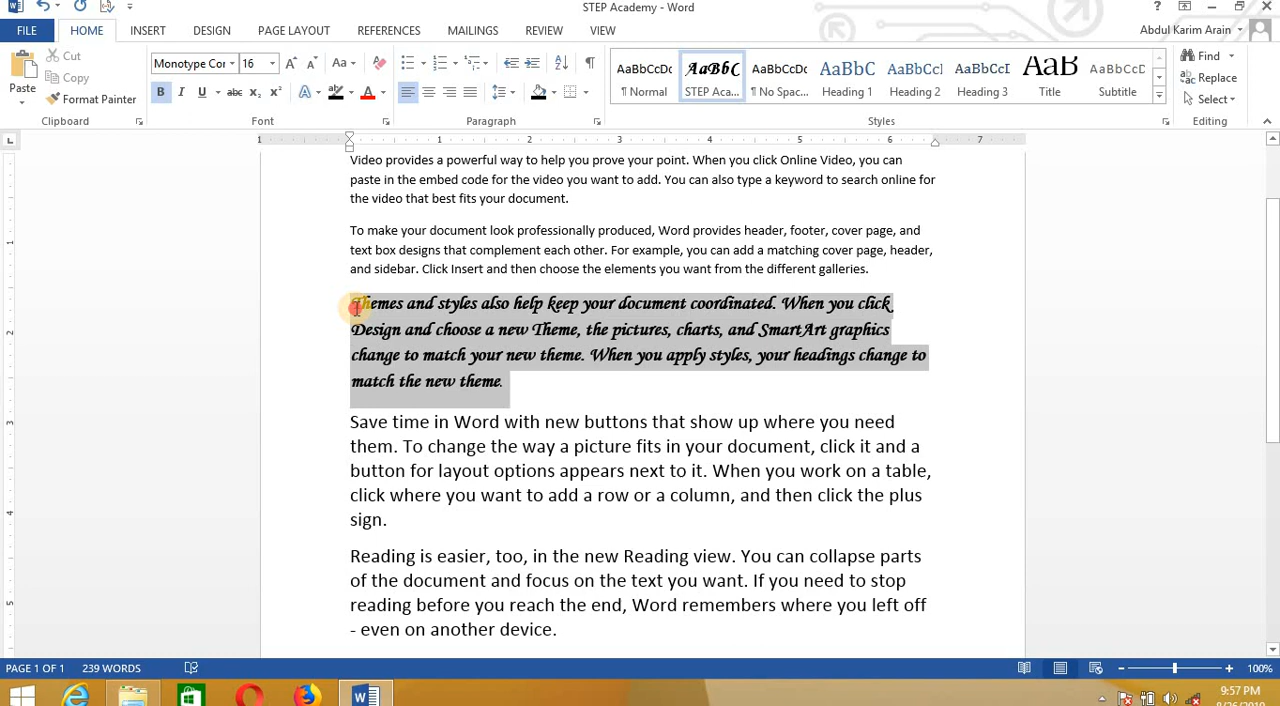 STEP Academy - Word
FILE HOME INSERT DESIGN PAGE LAYOUT REFERENCES MAILINGS REVIEW VIEW Abdul Karim Arain
Paste
Cut
Copy
Format Painter
Clipboard
Monotype Cor 16
Font
Paragraph
AaBbCcDc AaBbC AaBbCcDc AaBbC AaBbCcI AaBbCcI AaB AaBbCcD
¶ Normal STEP Aca... ¶ No Spac... Heading 1 Heading 2 Heading 3 Title Subtitle
Styles
Find
Replace
Select
Editing
1 1 2 3 4 5 6 7
Video provides a powerful way to help you prove your point. When you click Online Video, you can
paste in the embed code for the video you want to add. You can also type a keyword to search online for
the video that best fits your document.
To make your document look professionally produced, Word provides header, footer, cover page, and
text box designs that complement each other. For example, you can add a matching cover page, header,
and sidebar. Click Insert and then choose the elements you want from the different galleries.
Themes and styles also help keep your document coordinated. When you click
Design and choose a new Theme, the pictures, charts, and SmartArt graphics
change to match your new theme. When you apply styles, your headings change to
match the new theme.
Save time in Word with new buttons that show up where you need
them. To change the way a picture fits in your document, click it and a
button for layout options appears next to it. When you work on a table,
click where you want to add a row or a column, and then click the plus
sign.
Reading is easier, too, in the new Reading view. You can collapse parts
of the document and focus on the text you want. If you need to stop
reading before you reach the end, Word remembers where you left off
- even on another device.
PAGE 1 OF 1 239 WORDS 100%
9:57 PM